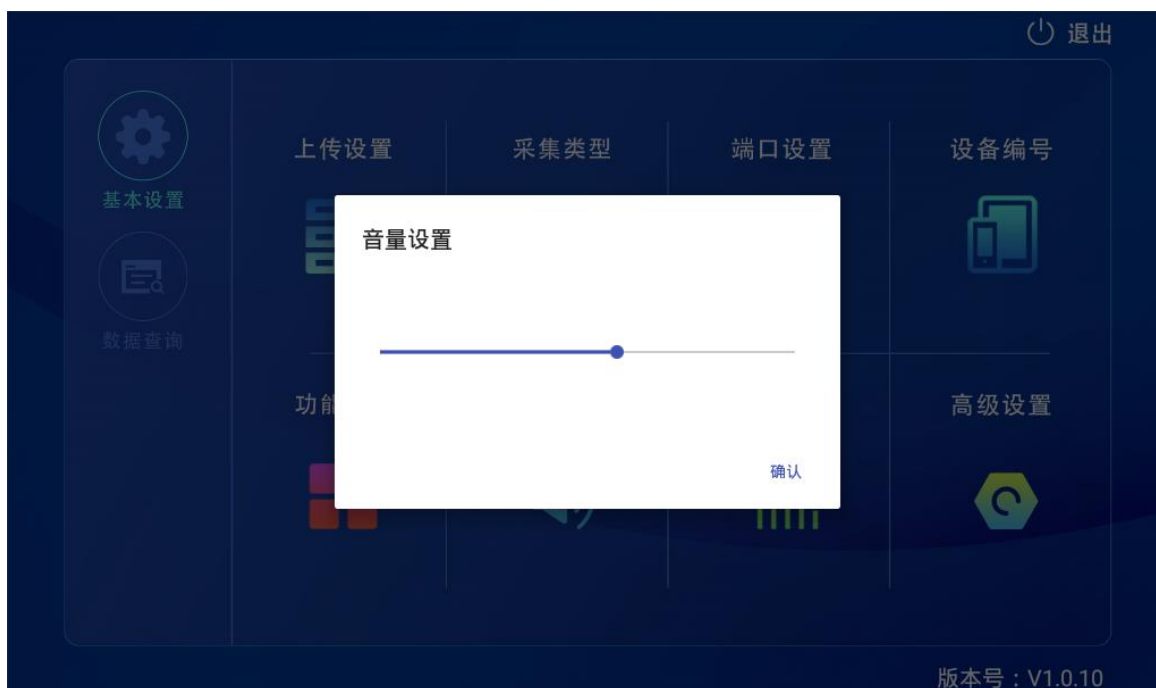 退出
上传设置
采集类型
端口设置
设备编号
基本设置
音量设置
数据查询
功能
高级设置
确认
版本号：V1.0.10